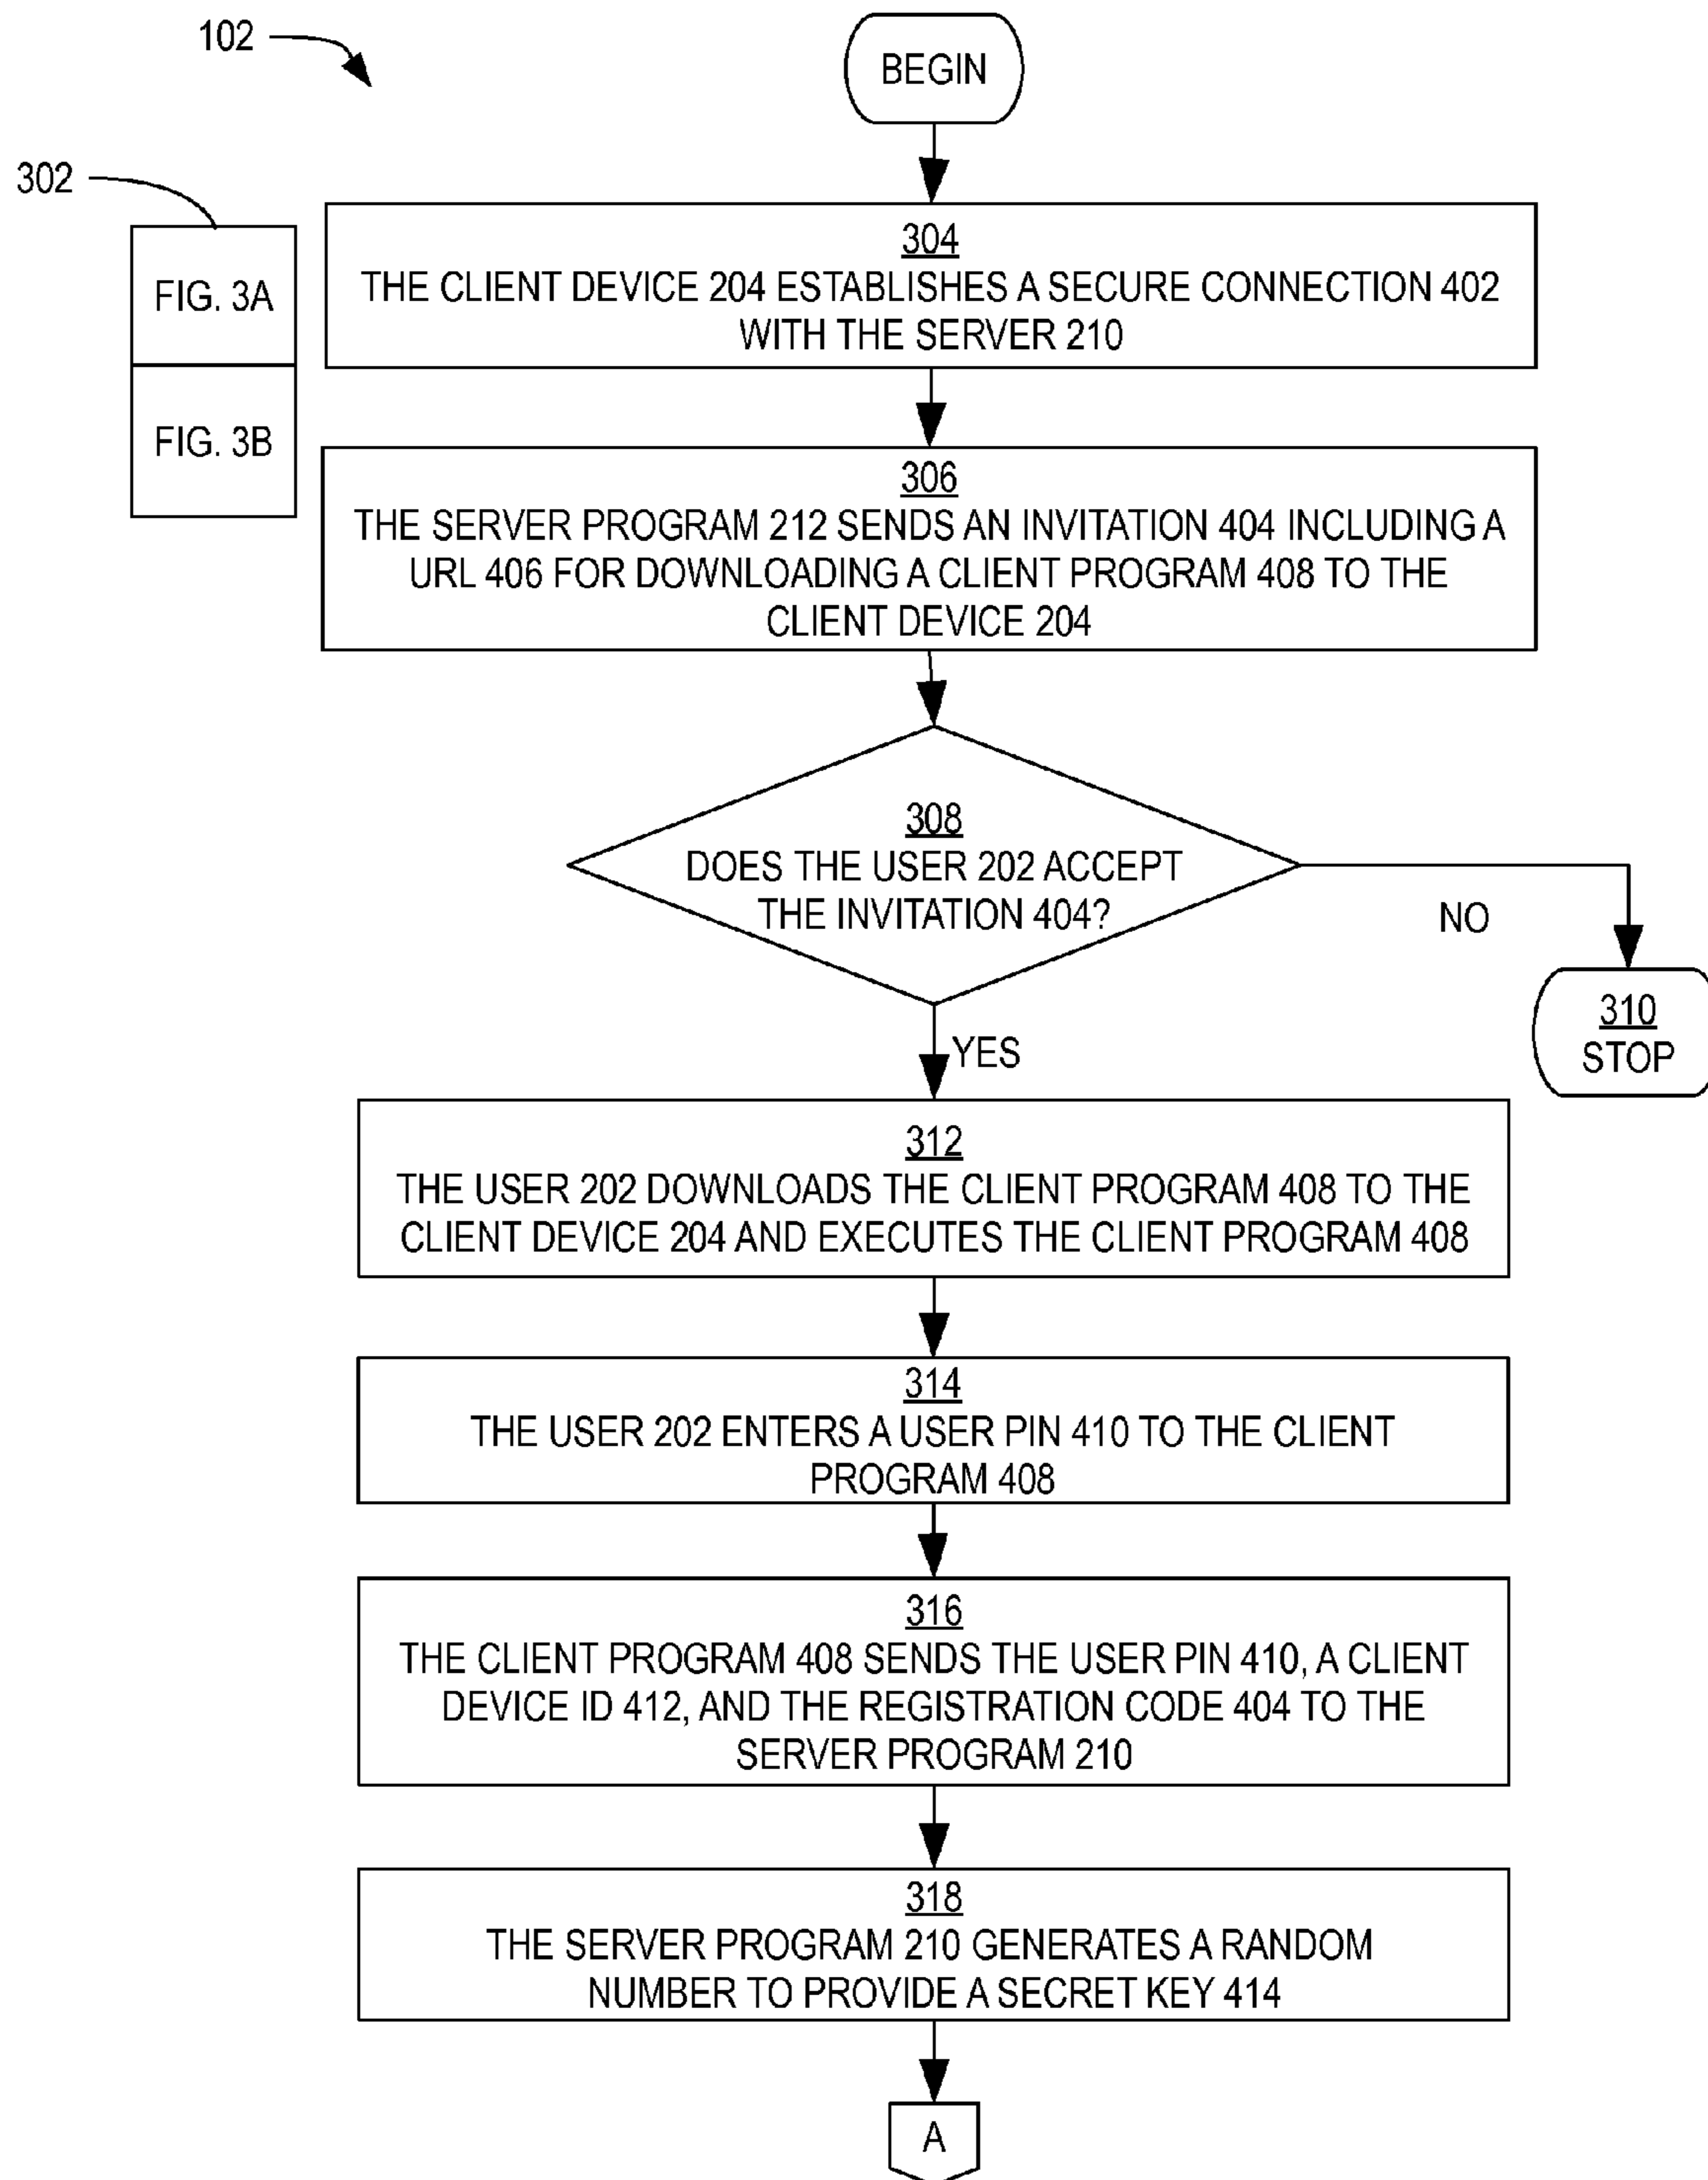 102
BEGIN
302
FIG. 3A
FIG. 3B
304
THE CLIENT DEVICE 204 ESTABLISHES A SECURE CONNECTION 402
WITH THE SERVER 210
306
THE SERVER PROGRAM 212 SENDS AN INVITATION 404 INCLUDING A
URL 406 FOR DOWNLOADING A CLIENT PROGRAM 408 TO THE
CLIENT DEVICE 204
308
DOES THE USER 202 ACCEPT
THE INVITATION 404?
NO
310
STOP
YES
312
THE USER 202 DOWNLOADS THE CLIENT PROGRAM 408 TO THE
CLIENT DEVICE 204 AND EXECUTES THE CLIENT PROGRAM 408
314
THE USER 202 ENTERS A USER PIN 410 TO THE CLIENT
PROGRAM 408
316
THE CLIENT PROGRAM 408 SENDS THE USER PIN 410, A CLIENT
DEVICE ID 412, AND THE REGISTRATION CODE 404 TO THE
SERVER PROGRAM 210
318
THE SERVER PROGRAM 210 GENERATES A RANDOM
NUMBER TO PROVIDE A SECRET KEY 414
A